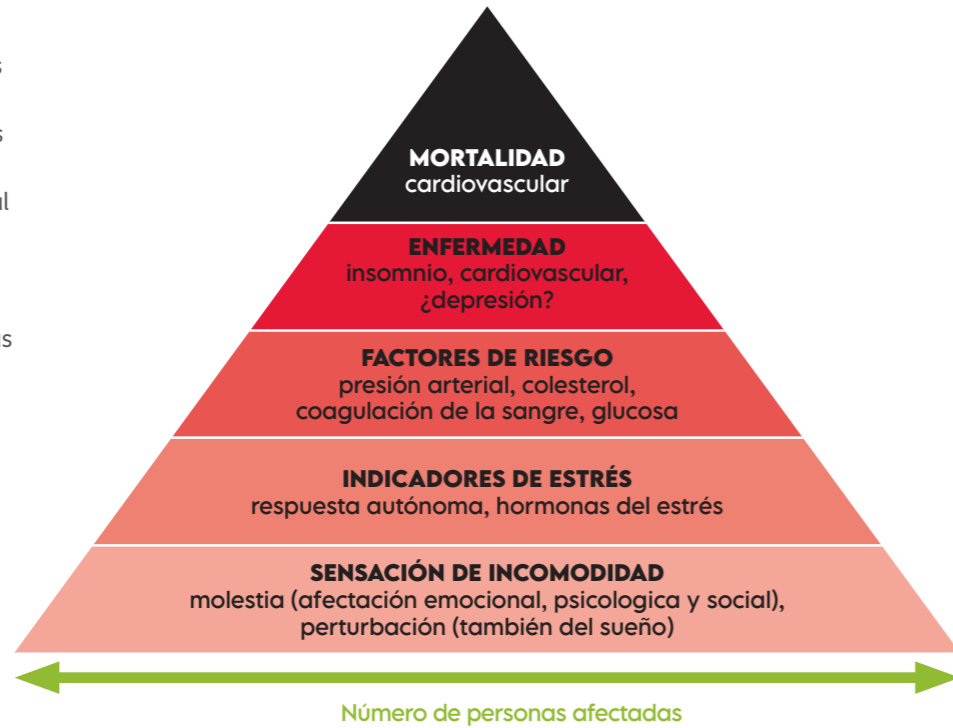 MORTALIDAD
cardiovascular
ENFERMEDAD
insomnio, cardiovascular,
¿depresión?
FACTORES DE RIESGO
presión arterial, colesterol,
coagulación de la sangre, glucosa
INDICADORES DE ESTRÉS
respuesta autónoma, hormonas del estrés
SENSACIÓN DE INCOMODIDAD
molestia (afectación emocional, psicologica y social),
perturbación (también del sueño)
Número de personas afectadas